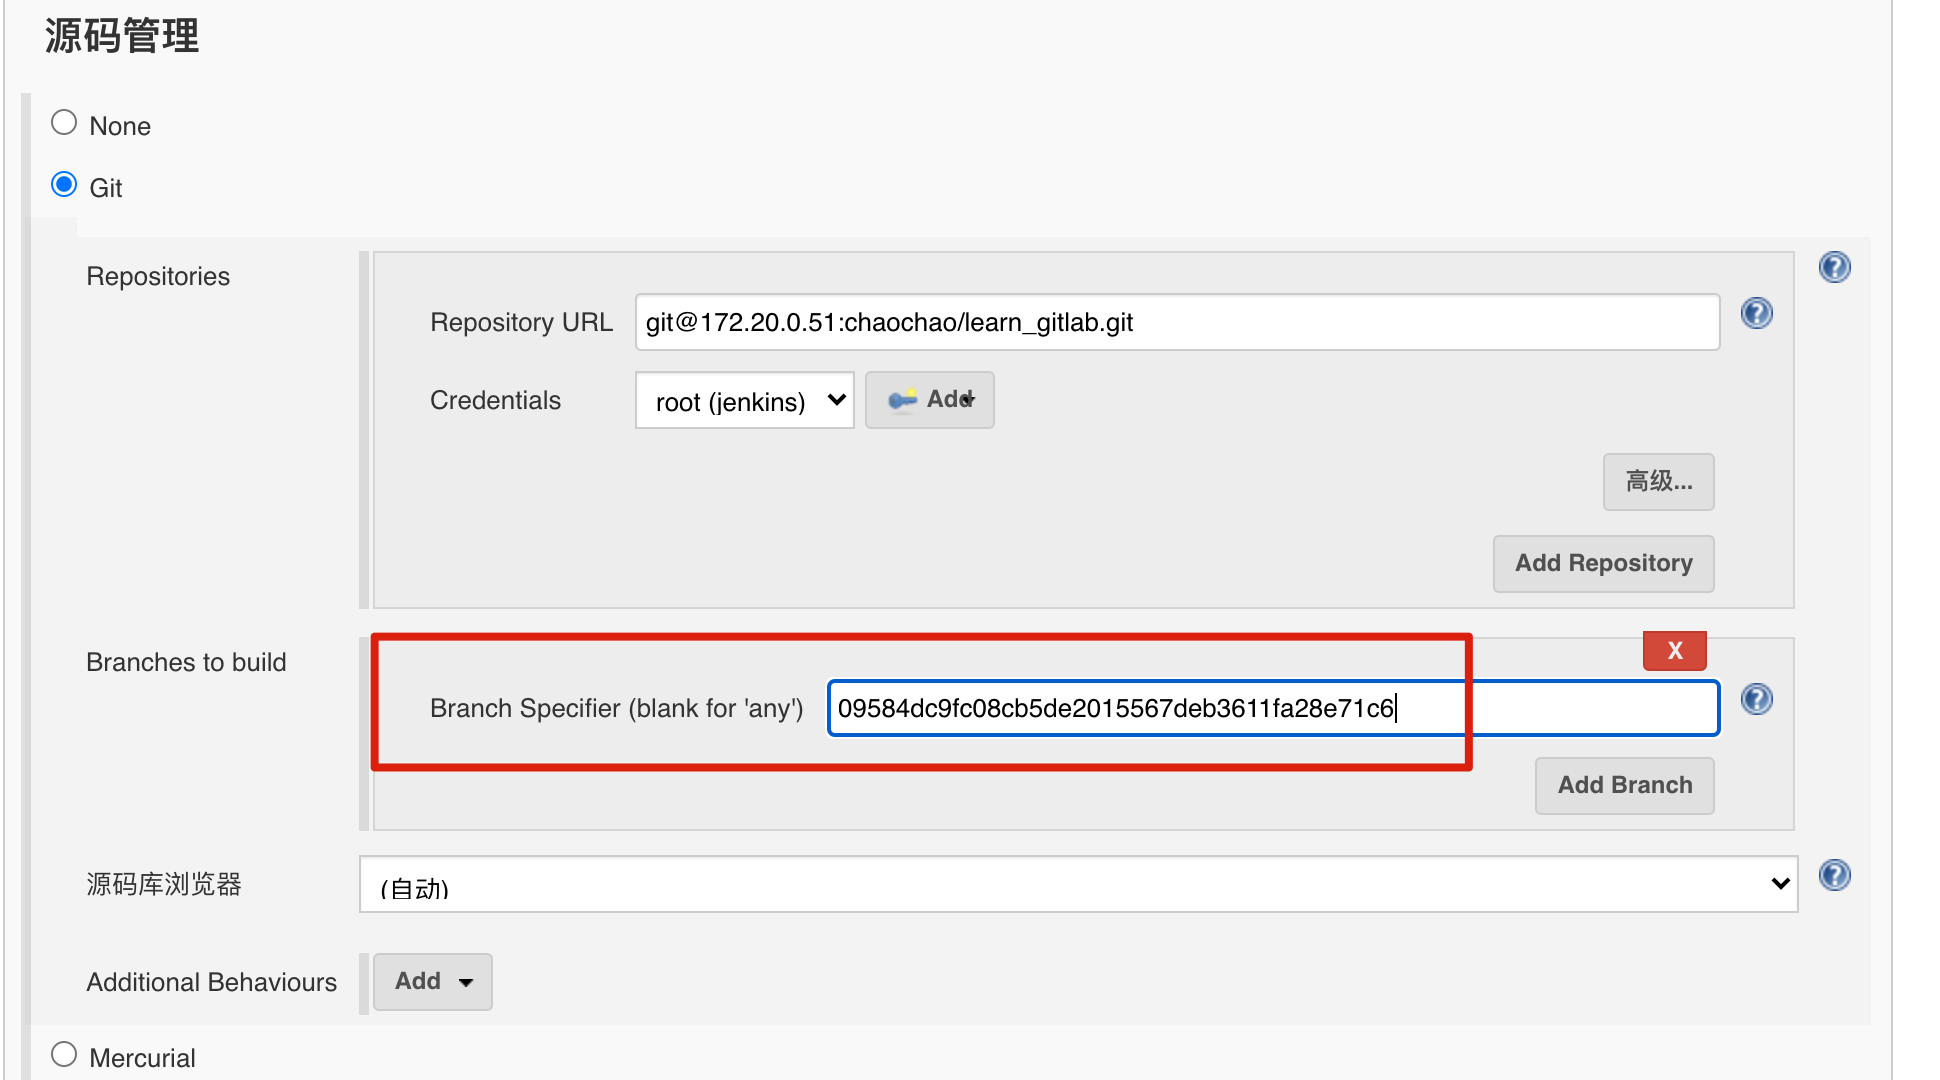 源码管理
None
Git
Repositories
Repository URL git@172.20.0.51:chaochao/learn_gitlab.git
Credentials root (jenkins) Add
高级...
Add Repository
Branches to build
X
Branch Specifier (blank for 'any') 09584dc9fc08cb5de2015567deb3611fa28e71c6
Add Branch
源码库浏览器 (自动)
Additional Behaviours Add
Mercurial